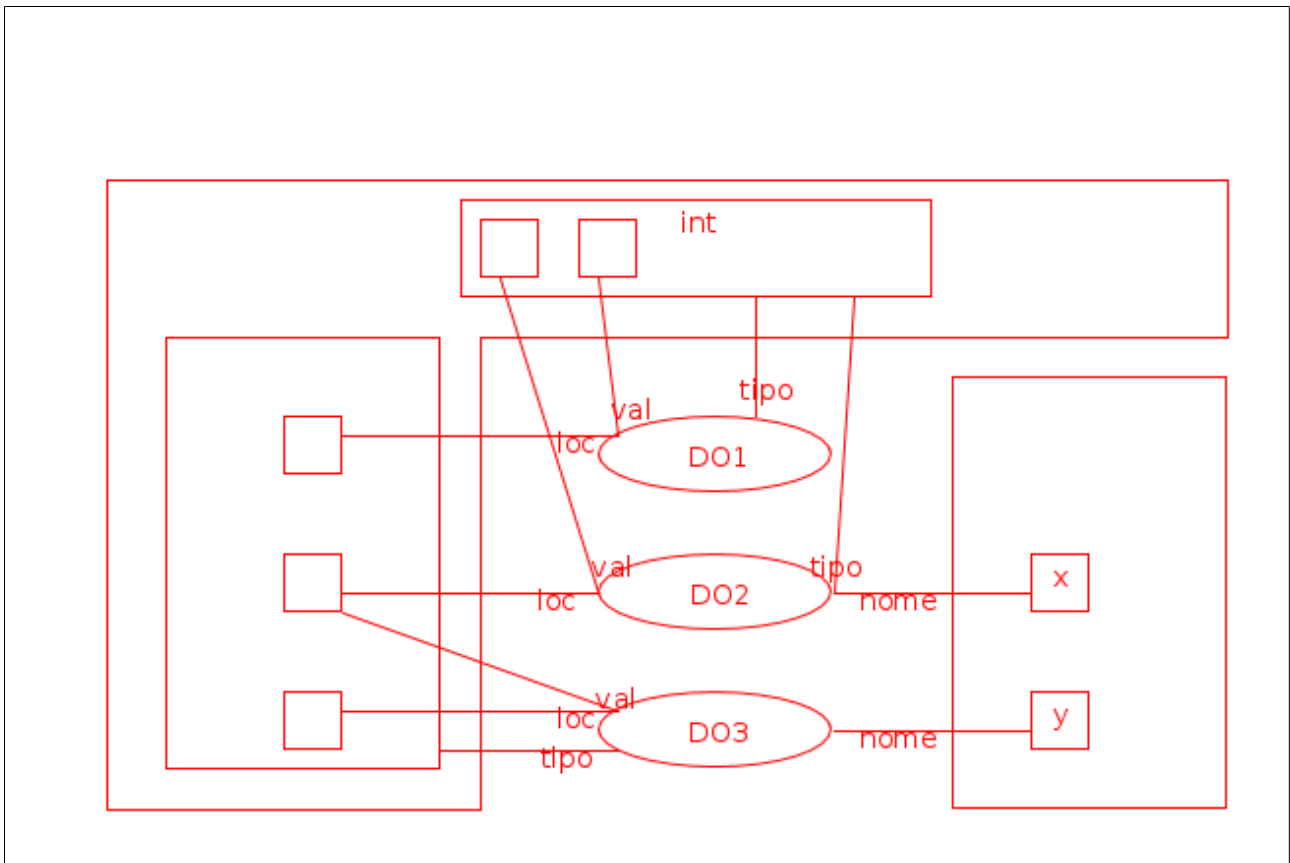 int
tipo
val
loc
DO1
val
tipo
x
loc
DO2
nome
val
loc
DO3
y
nome
tipo